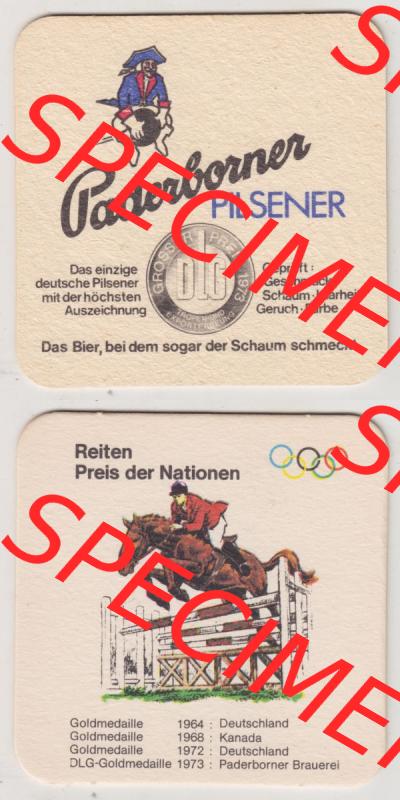 Paderborner
PILSENER
Das einzige
deutsche Pilsener
mit der höchsten
Auszeichnung
GROSSER PREIS 1973
DLG
Geprüft:
Geschmack
Schaum · Klarheit
Geruch · Farbe
Das Bier, bei dem sogar der Schaum schmeckt.
SPECIMEN
Reiten
Preis der Nationen
Goldmedaille 1964 : Deutschland
Goldmedaille 1968 : Kanada
Goldmedaille 1972 : Deutschland
DLG-Goldmedaille 1973 : Paderborner Brauerei
SPECIMEN